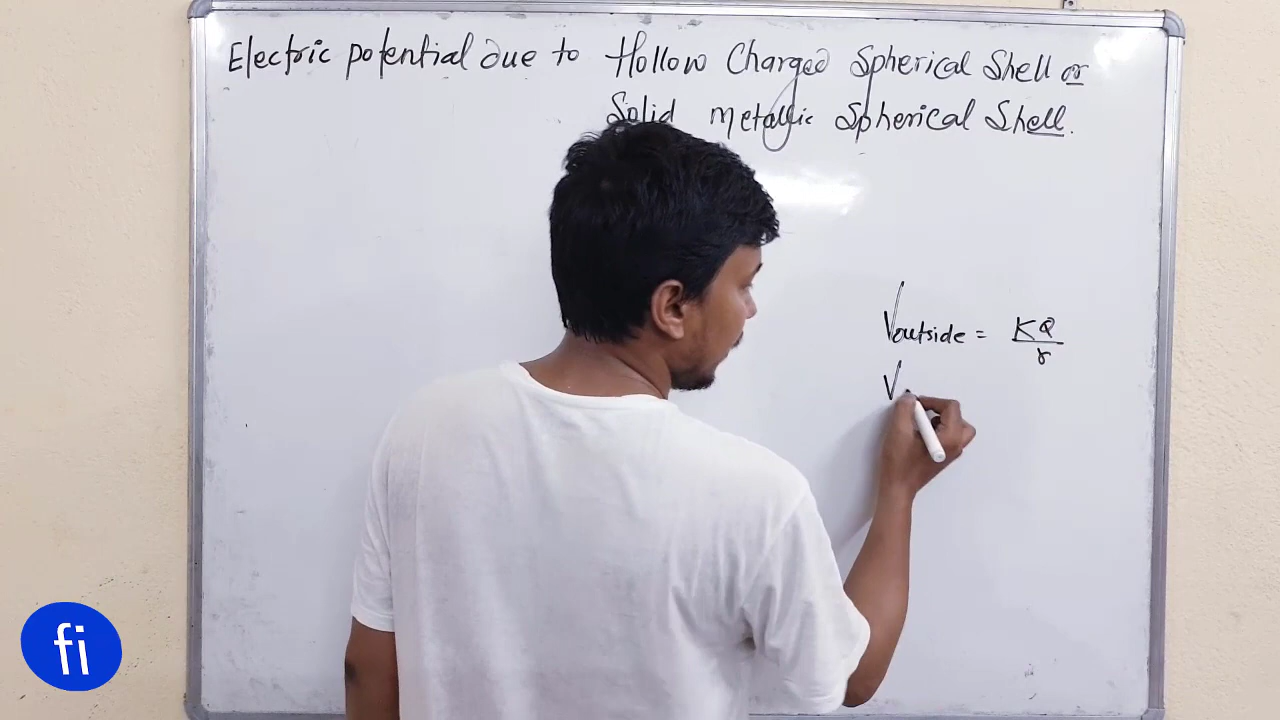 Electric potential due to Hollow Charged Spherical Shell or
Solid metallic Spherical Shell.
Voutside = KQ/r
V
fi